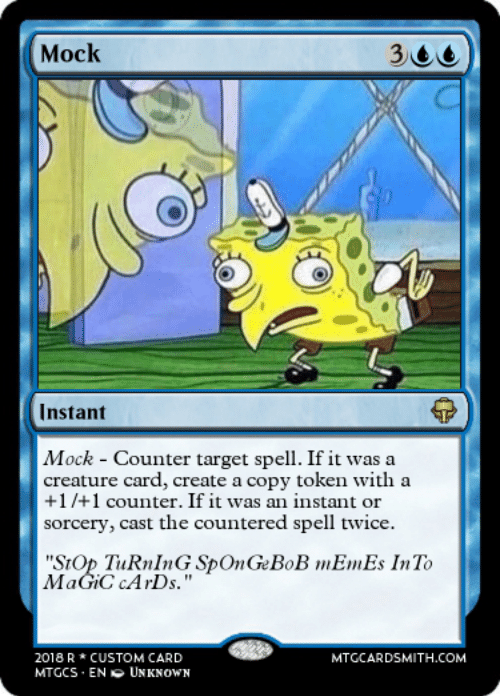 Mock 3
Instant
Mock - Counter target spell. If it was a
creature card, create a copy token with a
+1/+1 counter. If it was an instant or
sorcery, cast the countered spell twice.
"StOp TuRnInG SpOnGeBoB mEmEs InTo
MaGiC cArDs."
2018 R * CUSTOM CARD
MTGCS · EN UNKNOWN
MTGCARDSMITH.COM